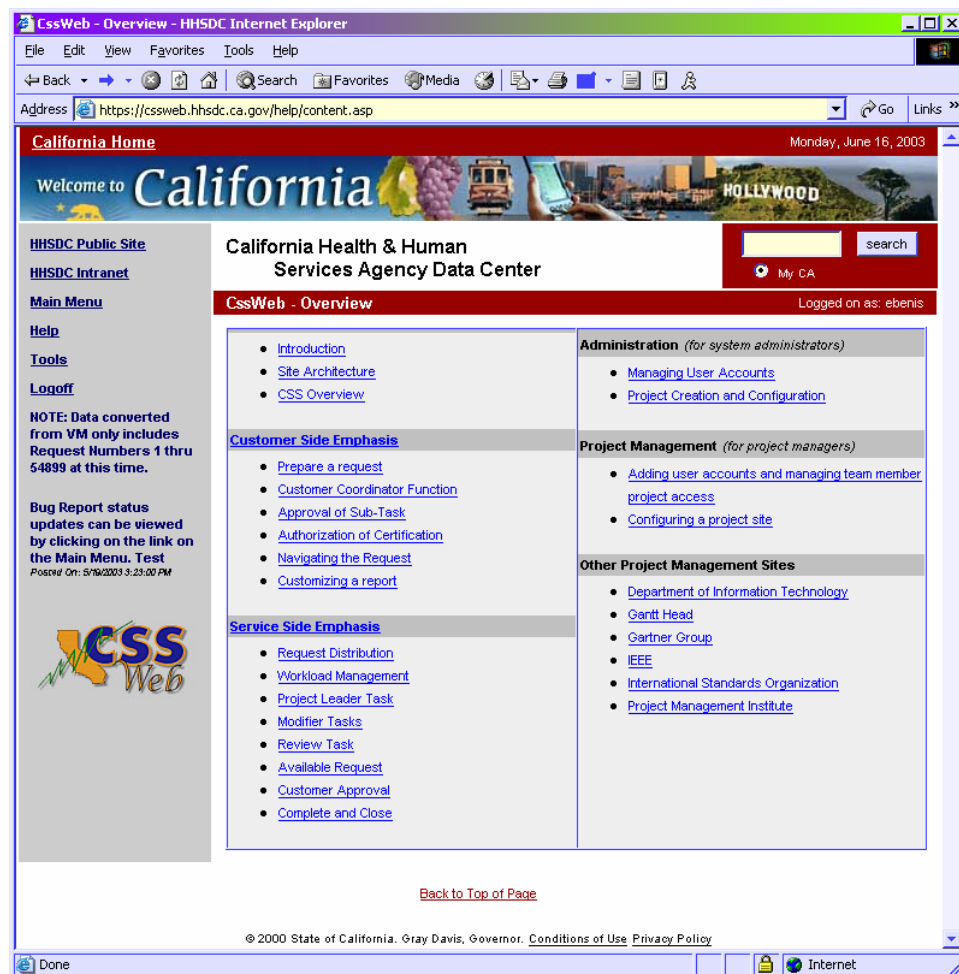 CssWeb - Overview - HHSDC Internet Explorer
File Edit View Favorites Tools Help
Back Search Favorites Media
Address https://cssweb.hhsdc.ca.gov/help/content.asp Go Links »
California Home Monday, June 16, 2003
Welcome to California
HOLLYWOOD
HHSDC Public Site
HHSDC Intranet
Main Menu
Help
Tools
Logoff
NOTE: Data converted
from VM only includes
Request Numbers 1 thru
54899 at this time.
Bug Report status
updates can be viewed
by clicking on the link on
the Main Menu. Test
Posted On: 5/19/2003 3:23:00 PM
CSS
Web
California Health & Human
Services Agency Data Center
search
My CA
CssWeb - Overview Logged on as: ebenis
Introduction
Site Architecture
CSS Overview
Customer Side Emphasis
Prepare a request
Customer Coordinator Function
Approval of Sub-Task
Authorization of Certification
Navigating the Request
Customizing a report
Service Side Emphasis
Request Distribution
Workload Management
Project Leader Task
Modifier Tasks
Review Task
Available Request
Customer Approval
Complete and Close
Administration (for system administrators)
Managing User Accounts
Project Creation and Configuration
Project Management (for project managers)
Adding user accounts and managing team member
project access
Configuring a project site
Other Project Management Sites
Department of Information Technology
Gantt Head
Gartner Group
IEEE
International Standards Organization
Project Management Institute
Back to Top of Page
© 2000 State of California. Gray Davis, Governor. Conditions of Use Privacy Policy
Done Internet